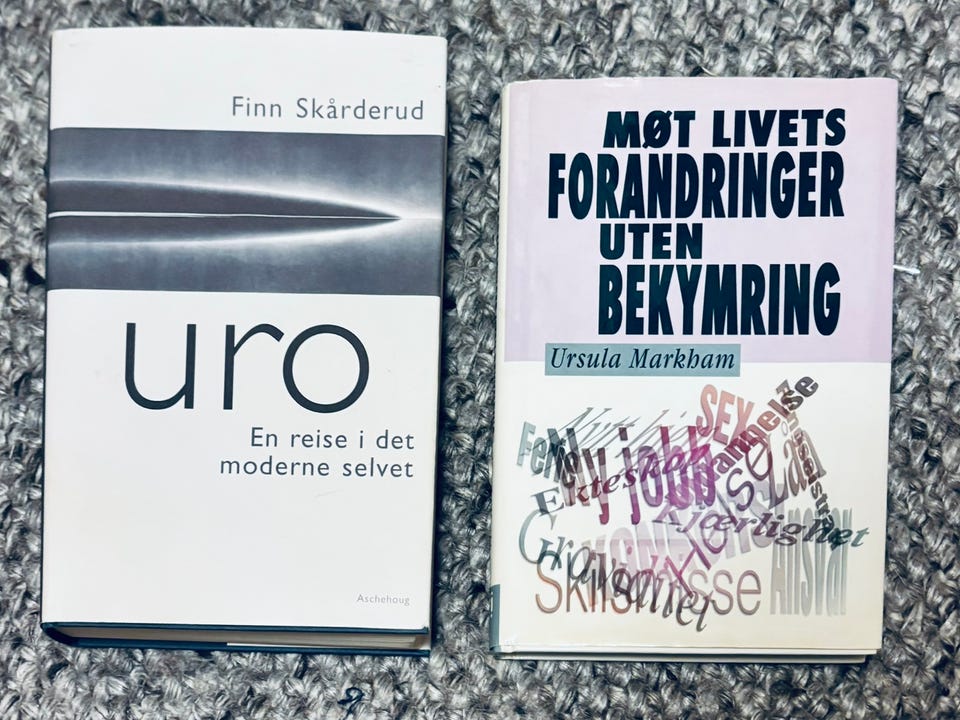 Finn Skårderud
uro
En reise i det
moderne selvet
Aschehoug
MØT LIVETS
FORANDRINGER
UTEN
BEKYMRING
Ursula Markham
SEX
Ny jobb
Ekteskap
Lån
Kjærlighet
Skilsmisse
Ansvar